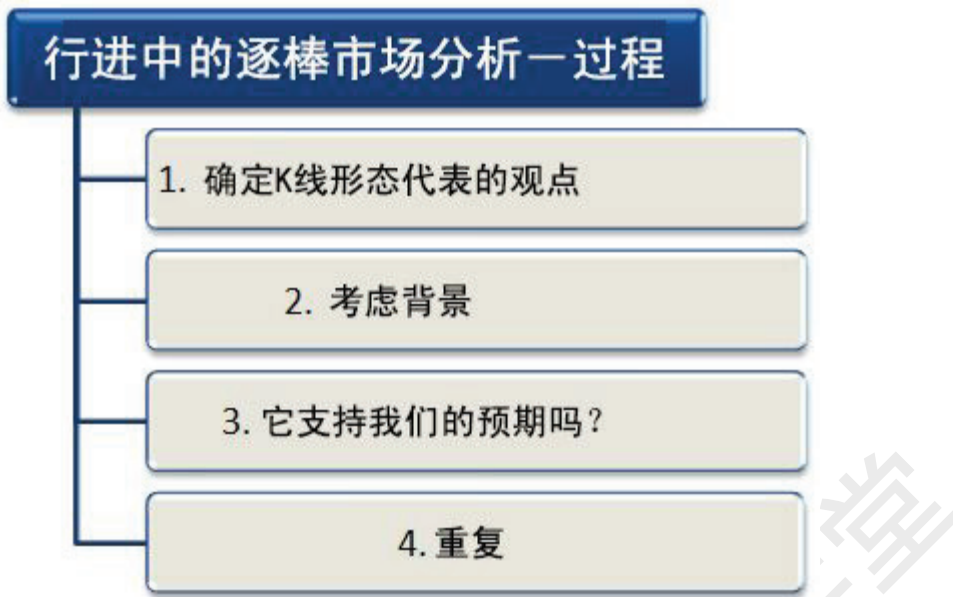 行进中的逐棒市场分析－过程
1. 确定K线形态代表的观点
2. 考虑背景
3. 它支持我们的预期吗？
4. 重复
堂